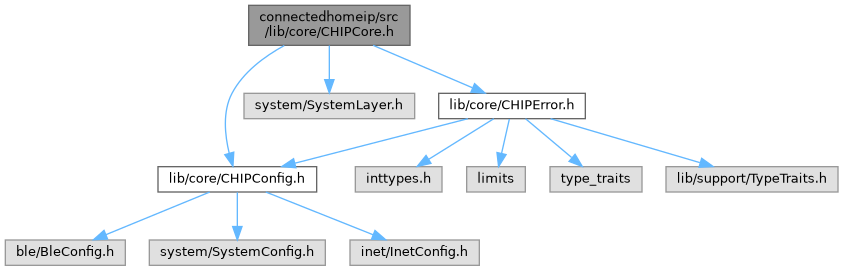 connectedhomeip/src
/lib/core/CHIPCore.h
system/SystemLayer.h
lib/core/CHIPError.h
lib/core/CHIPConfig.h
inttypes.h
limits
type_traits
lib/support/TypeTraits.h
ble/BleConfig.h
system/SystemConfig.h
inet/InetConfig.h